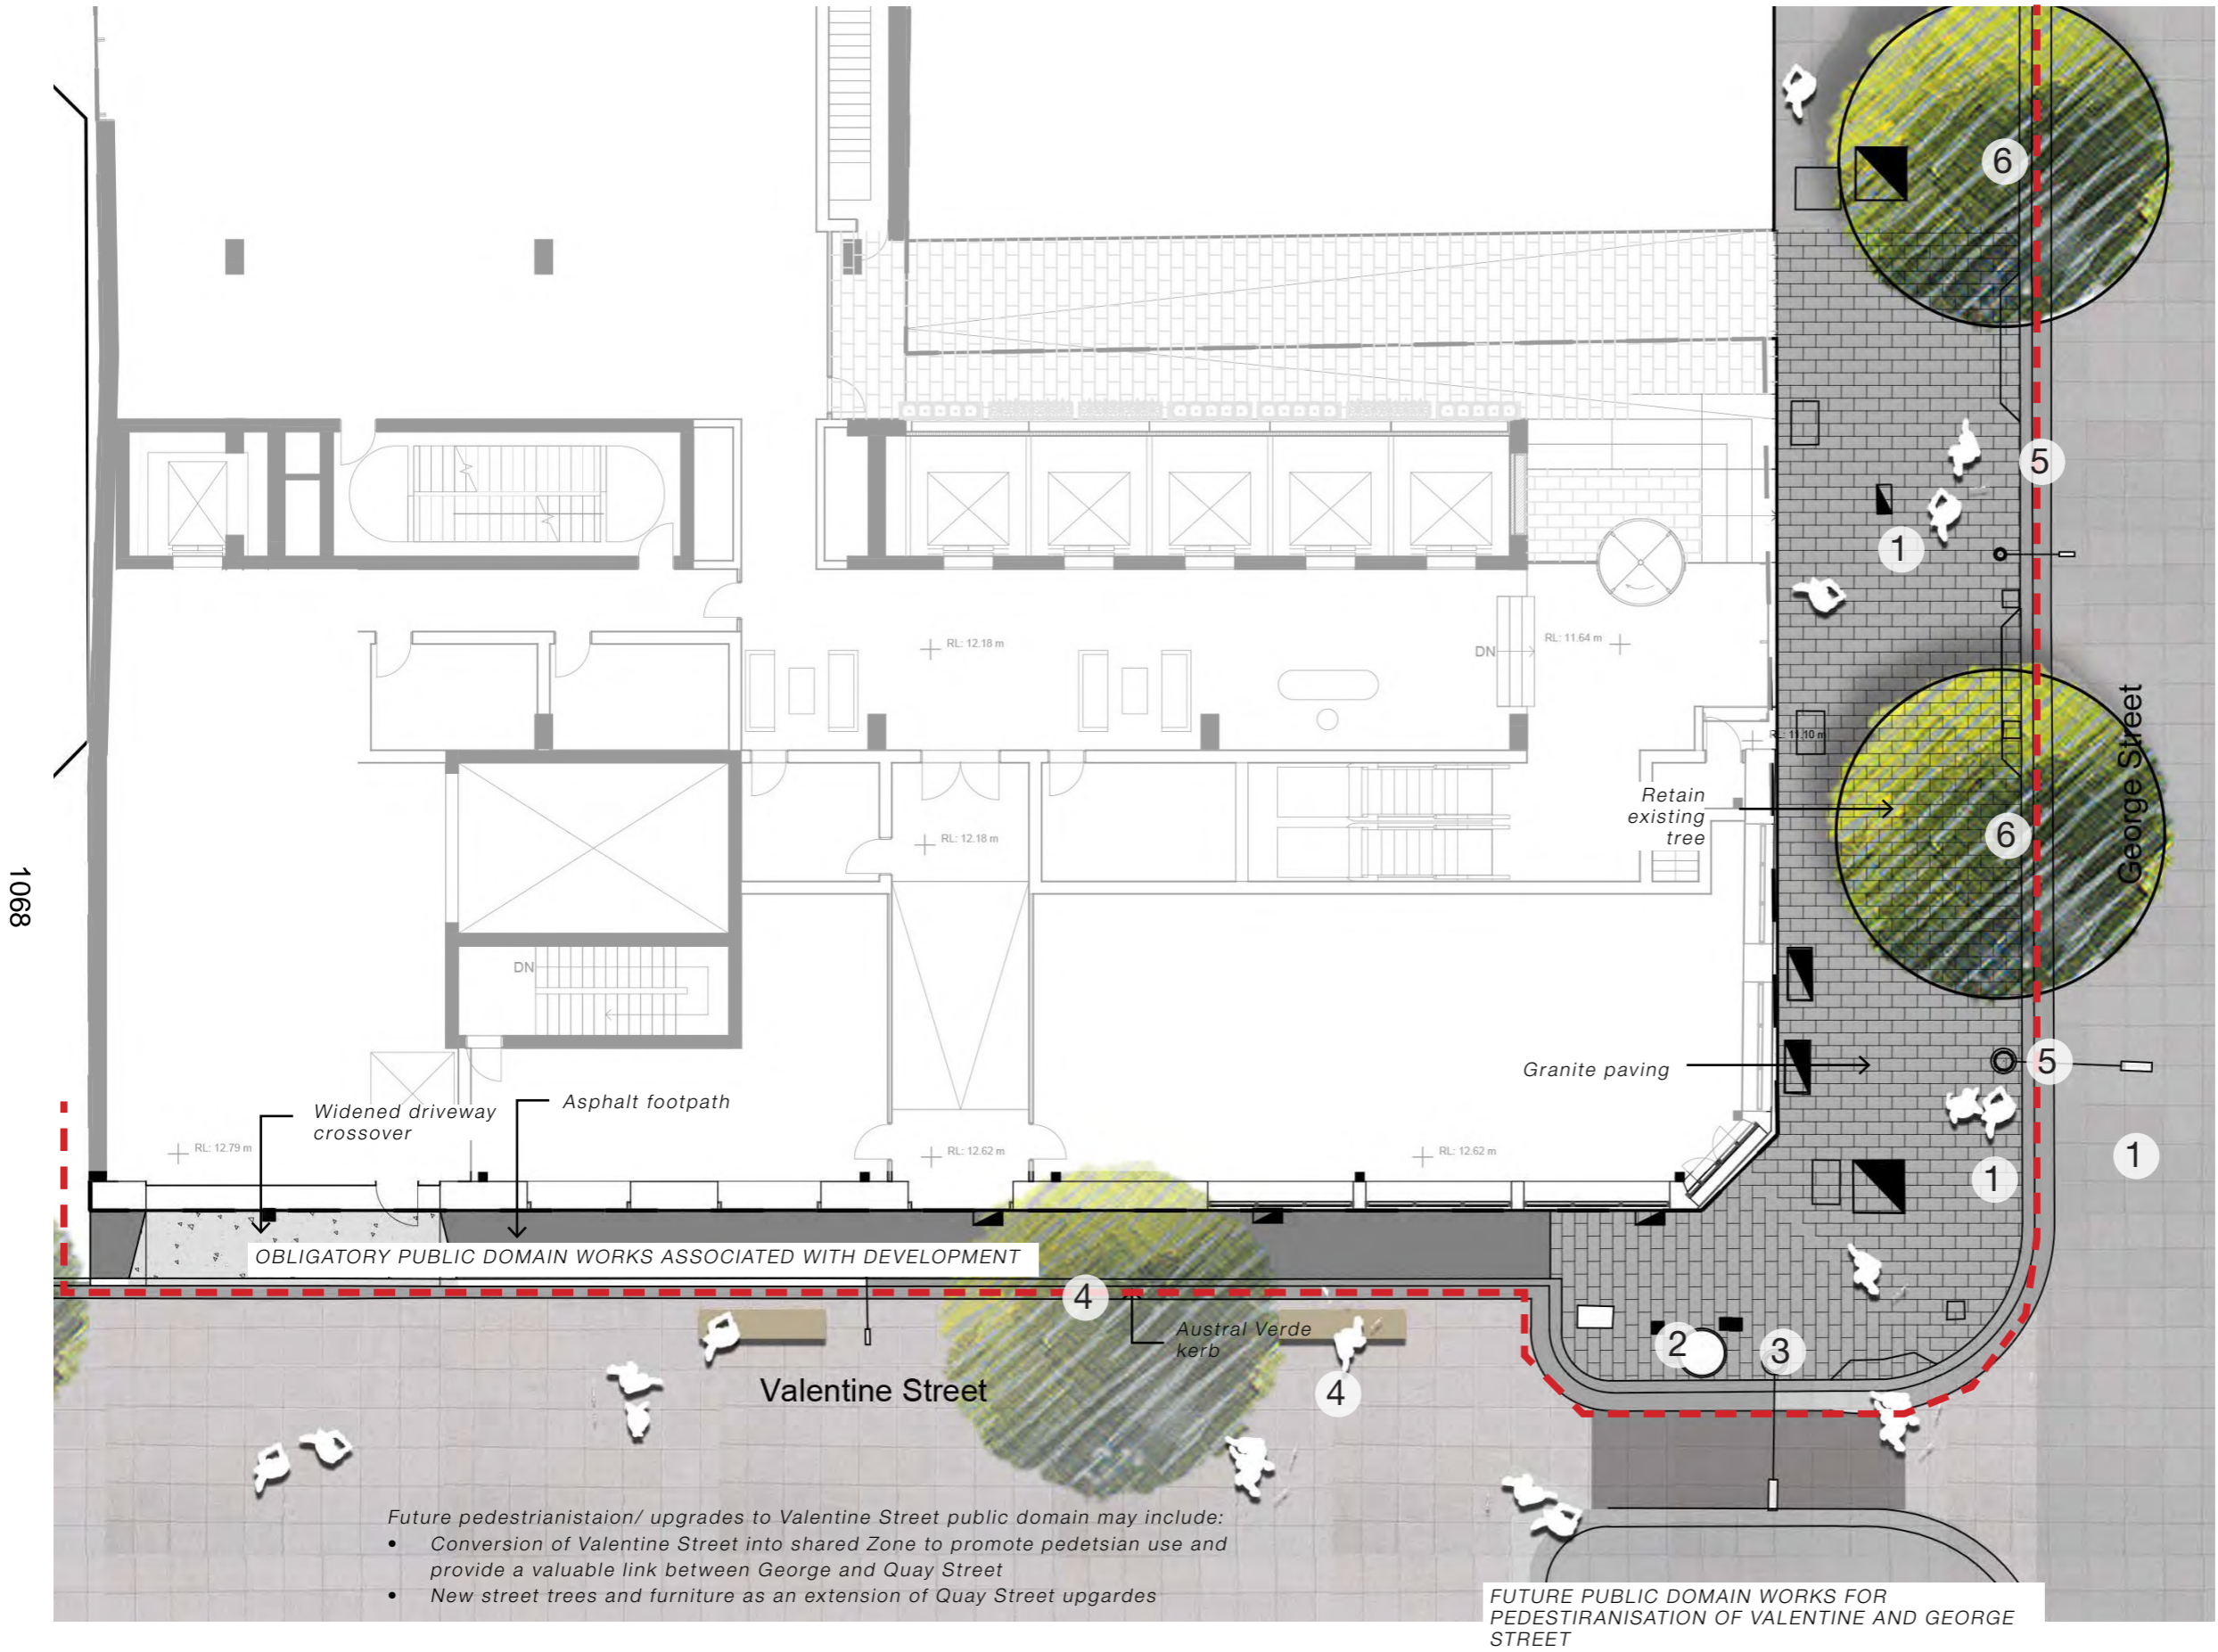 6
5
1
RL: 12.18 m
DN
RL: 11.64 m
George Street
RL: 11.10 m
Retain
existing
tree
6
RL: 12.18 m
1068
DN
Granite paving
5
Widened driveway
crossover
Asphalt footpath
RL: 12.79 m
RL: 12.62 m
RL: 12.62 m
1
1
OBLIGATORY PUBLIC DOMAIN WORKS ASSOCIATED WITH DEVELOPMENT
4
Austral Verde
kerb
2
3
Valentine Street
4
Future pedestrianistaion/ upgrades to Valentine Street public domain may include:
• Conversion of Valentine Street into shared Zone to promote pedetsian use and
provide a valuable link between George and Quay Street
• New street trees and furniture as an extension of Quay Street upgardes
FUTURE PUBLIC DOMAIN WORKS FOR
PEDESTIRANISATION OF VALENTINE AND GEORGE
STREET